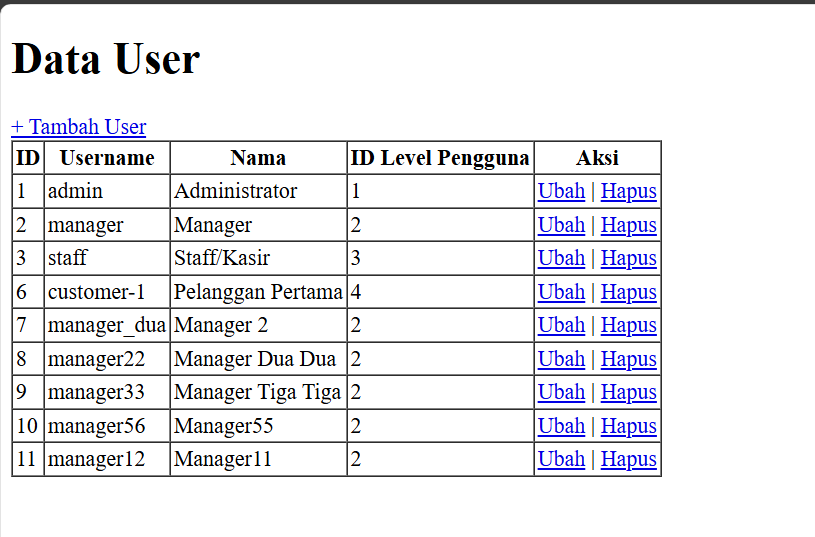 Data User
+ Tambah User
ID Username Nama ID Level Pengguna Aksi
1 admin Administrator 1 Ubah | Hapus
2 manager Manager 2 Ubah | Hapus
3 staff Staff/Kasir 3 Ubah | Hapus
6 customer-1 Pelanggan Pertama 4 Ubah | Hapus
7 manager_dua Manager 2 2 Ubah | Hapus
8 manager22 Manager Dua Dua 2 Ubah | Hapus
9 manager33 Manager Tiga Tiga 2 Ubah | Hapus
10 manager56 Manager55 2 Ubah | Hapus
11 manager12 Manager11 2 Ubah | Hapus